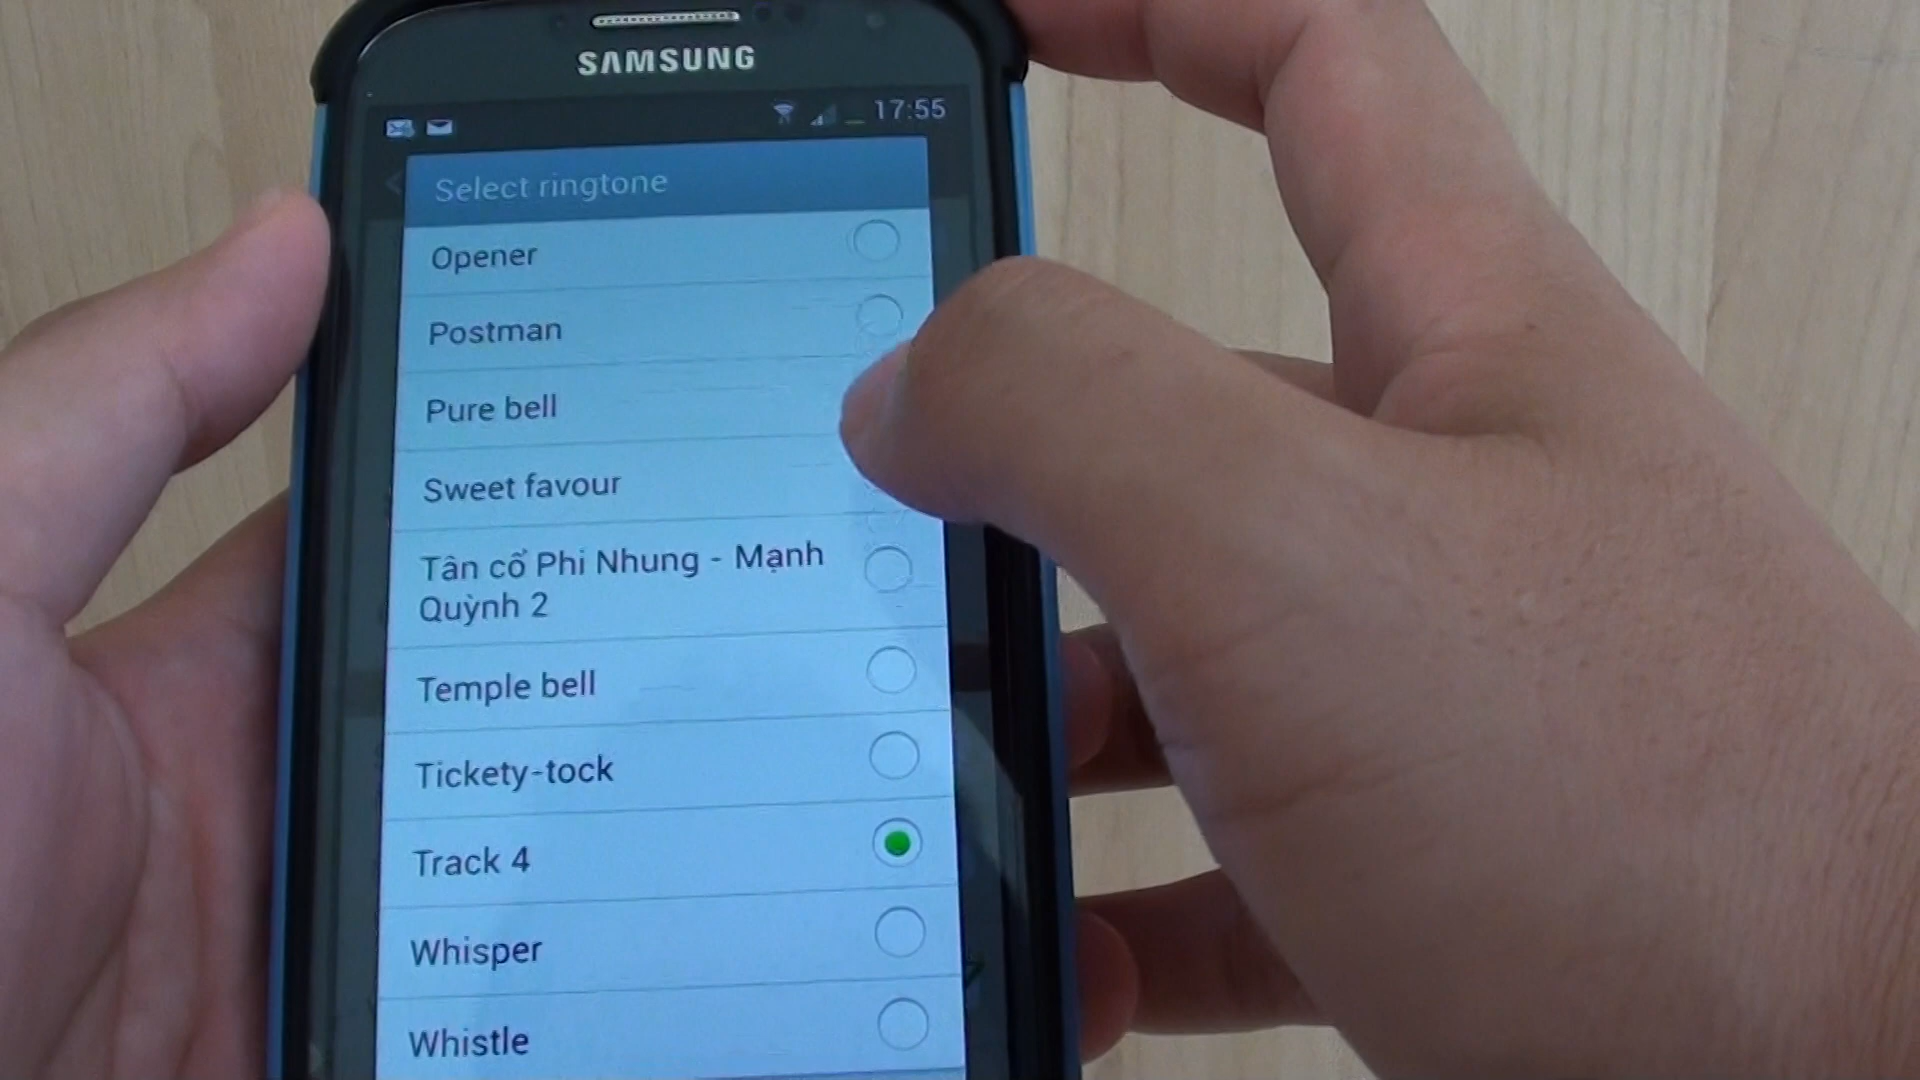 SAMSUNG
17:55
Select ringtone
Opener
Postman
Pure bell
Sweet favour
Tân cổ Phi Nhung - Mạnh
Quỳnh 2
Temple bell
Tickety-tock
Track 4
Whisper
Whistle